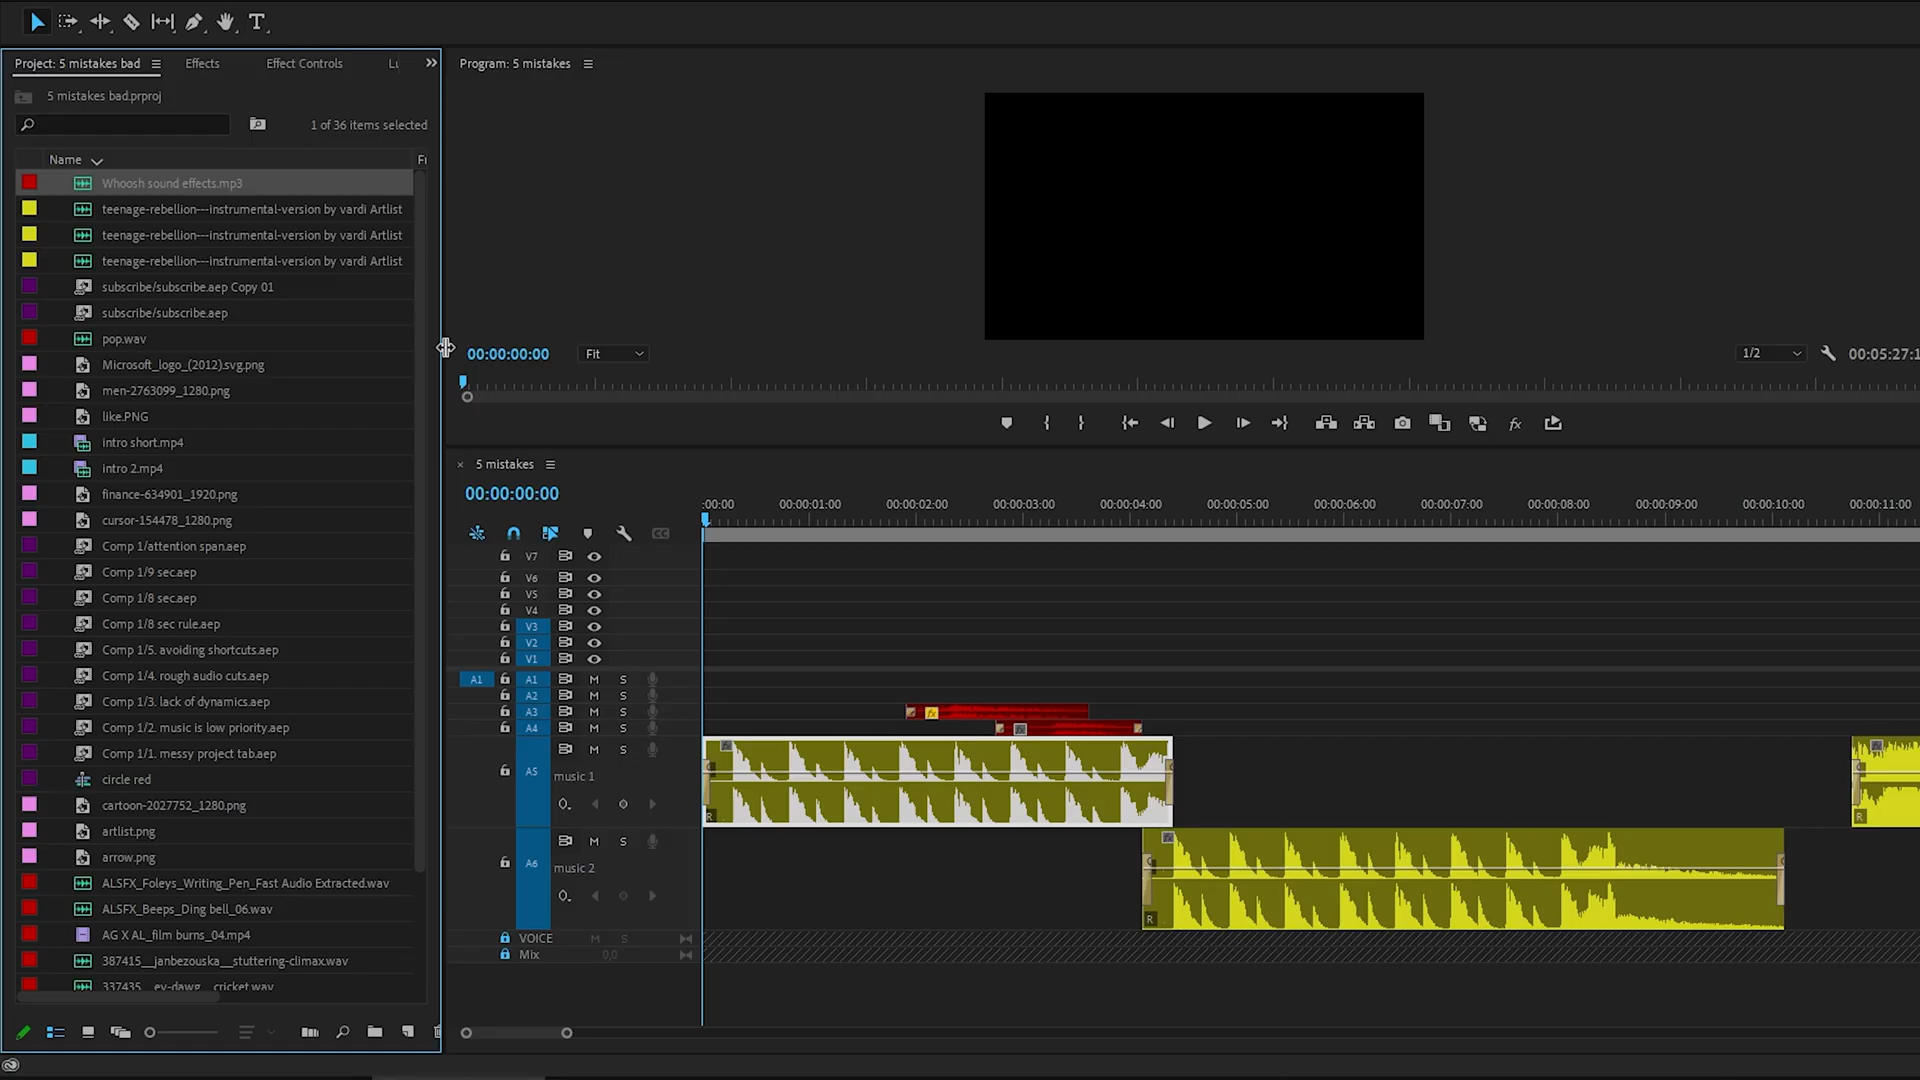 Project: 5 mistakes bad
Effects
Effect Controls
Program: 5 mistakes
5 mistakes bad.prproj
1 of 36 items selected
Name
Fr
Whoosh sound effects.mp3
teenage-rebellion---instrumental-version by vardi Artlist
teenage-rebellion---instrumental-version by vardi Artlist
teenage-rebellion---instrumental-version by vardi Artlist
subscribe/subscribe.aep Copy 01
subscribe/subscribe.aep
pop.wav
Microsoft_logo_(2012).svg.png
men-2763099_1280.png
like.PNG
intro short.mp4
intro 2.mp4
finance-634901_1920.png
cursor-154478_1280.png
Comp 1/attention span.aep
Comp 1/9 sec.aep
Comp 1/8 sec.aep
Comp 1/8 sec rule.aep
Comp 1/5. avoiding shortcuts.aep
Comp 1/4. rough audio cuts.aep
Comp 1/3. lack of dynamics.aep
Comp 1/2. music is low priority.aep
Comp 1/1. messy project tab.aep
circle red
cartoon-2027752_1280.png
artlist.png
arrow.png
ALSFX_Foleys_Writing_Pen_Fast Audio Extracted.wav
ALSFX_Beeps_Ding bell_06.wav
AG X AL_film burns_04.mp4
387415__janbezouska__stuttering-climax.wav
337435__ev-dawg__cricket.wav
00:00:00:00
Fit
1/2
00:05:27:1
5 mistakes
00:00:00:00
:00:00
00:00:01:00
00:00:02:00
00:00:03:00
00:00:04:00
00:00:05:00
00:00:06:00
00:00:07:00
00:00:08:00
00:00:09:00
00:00:10:00
00:00:11:00
V7
V6
V5
V4
V3
V2
V1
A1 A1 M S
A2 M S
A3 M S fx
A4 M S fx
A5 M S
music 1
R
R
A6 M S
music 2
R
VOICE M S
Mix 0,0